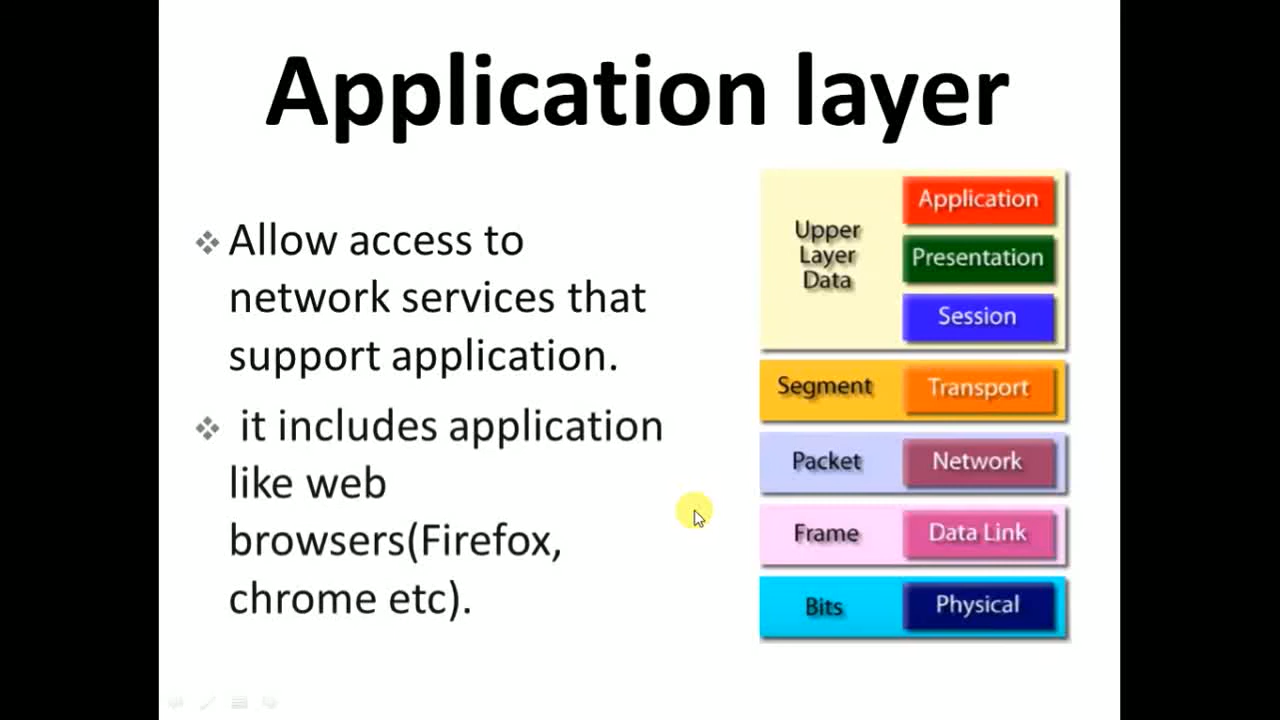 Application layer
Allow access to
network services that
support application.
it includes application
like web
browsers(Firefox,
chrome etc).
Upper
Layer
Data
Application
Presentation
Session
Segment
Transport
Packet
Network
Frame
Data Link
Bits
Physical